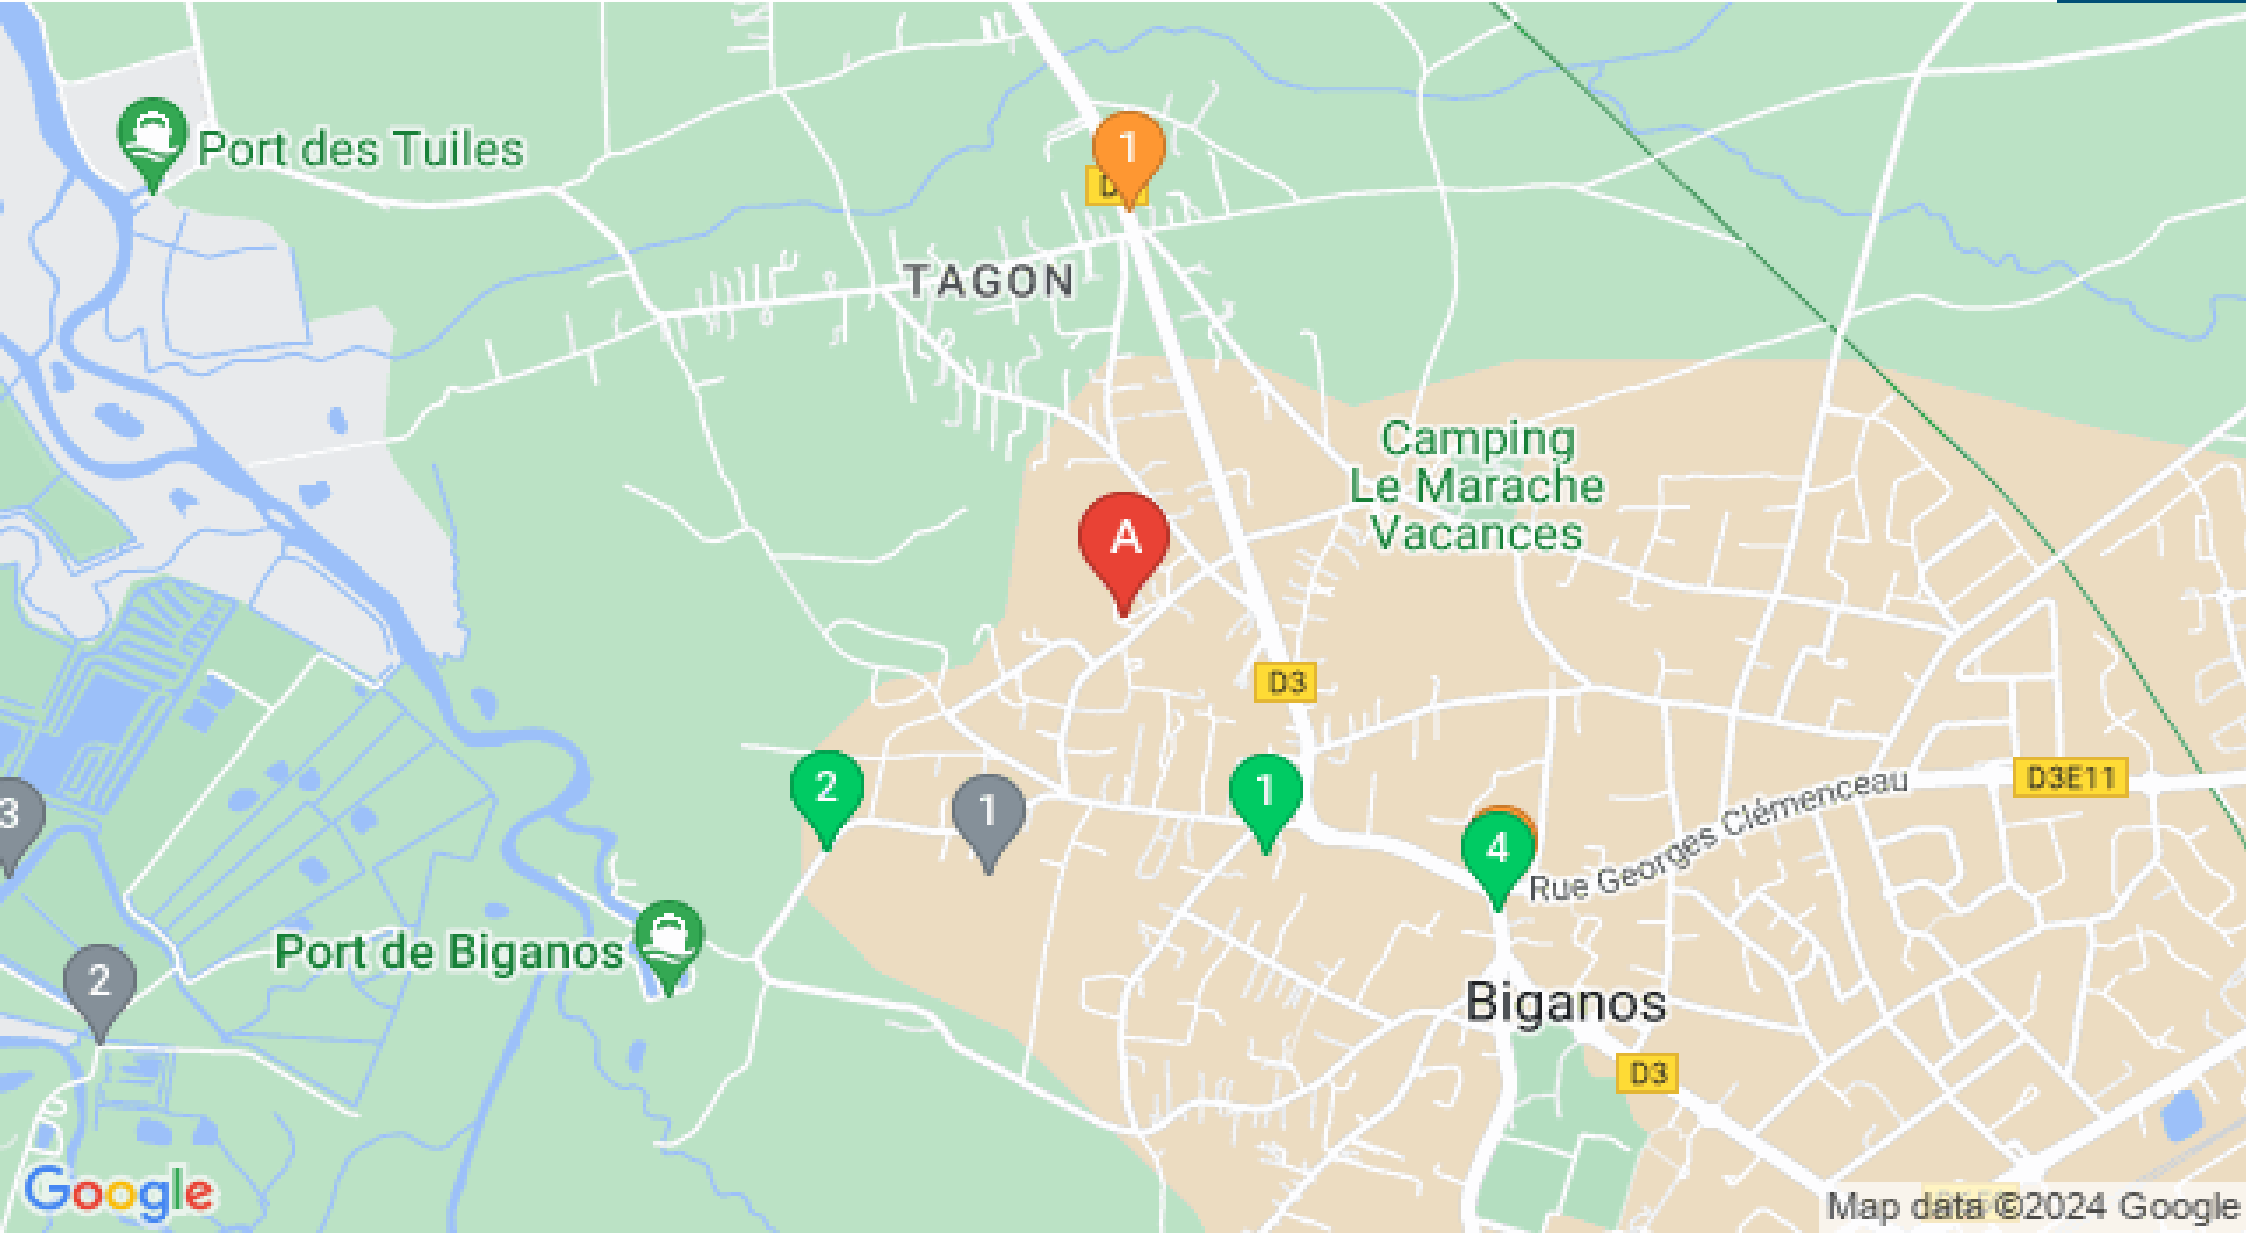 Port des Tuiles
1
TAGON
Camping
Le Marache
Vacances
A
D3
2
1
1
3
4
D3E11
Rue Georges Clémenceau
Port de Biganos
2
Biganos
D3
Google
Map data ©2024 Google